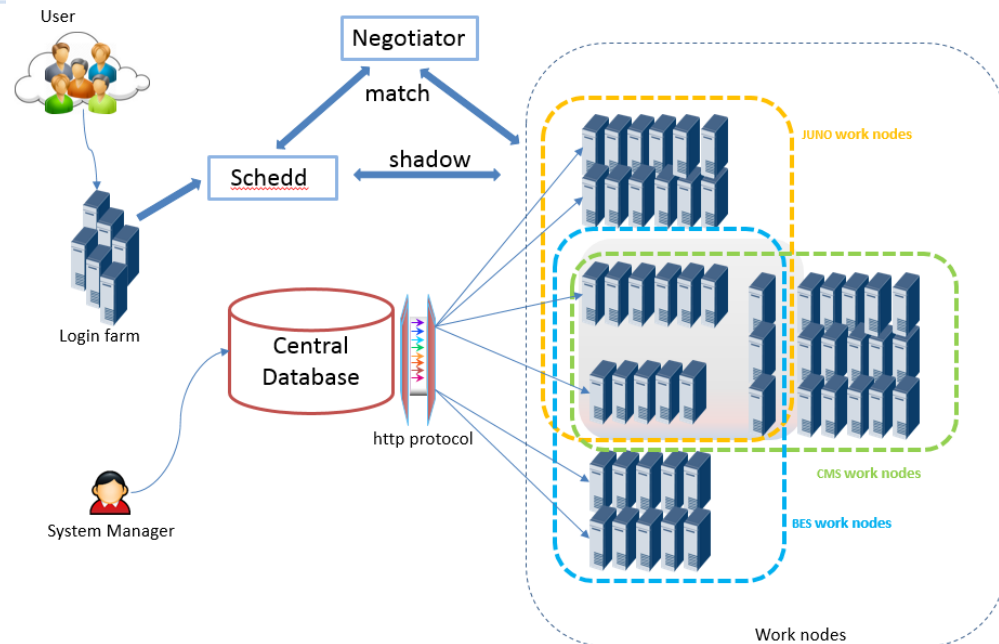 User
Negotiator
match
JUNO work nodes
shadow
Schedd
Login farm
Central
Database
http protocol
CMS work nodes
System Manager
BES work nodes
Work nodes